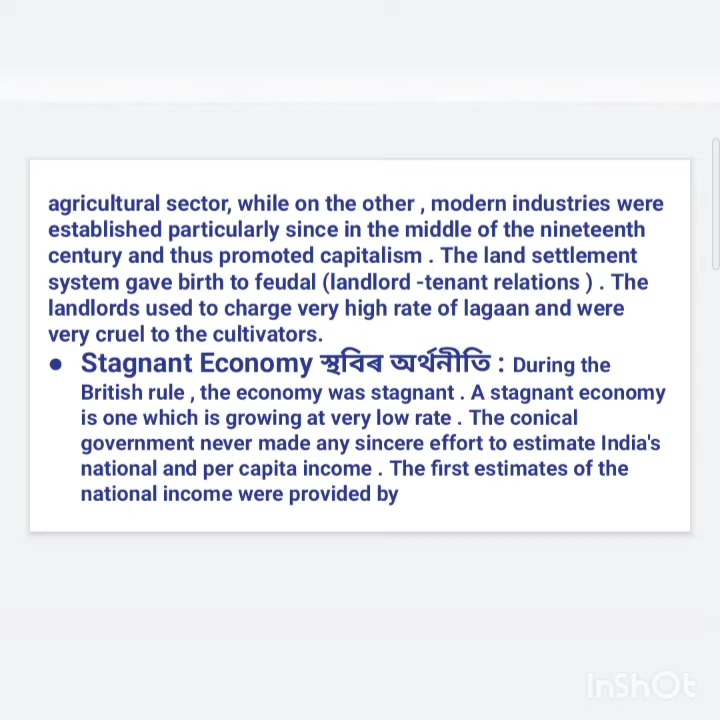 agricultural sector, while on the other , modern industries were
established particularly since in the middle of the nineteenth
century and thus promoted capitalism . The land settlement
system gave birth to feudal (landlord -tenant relations ) . The
landlords used to charge very high rate of lagaan and were
very cruel to the cultivators.
● Stagnant Economy স্থবিৰ অৰ্থনীতি : During the
British rule , the economy was stagnant . A stagnant economy
is one which is growing at very low rate . The conical
government never made any sincere effort to estimate India's
national and per capita income . The first estimates of the
national income were provided by
InShOt